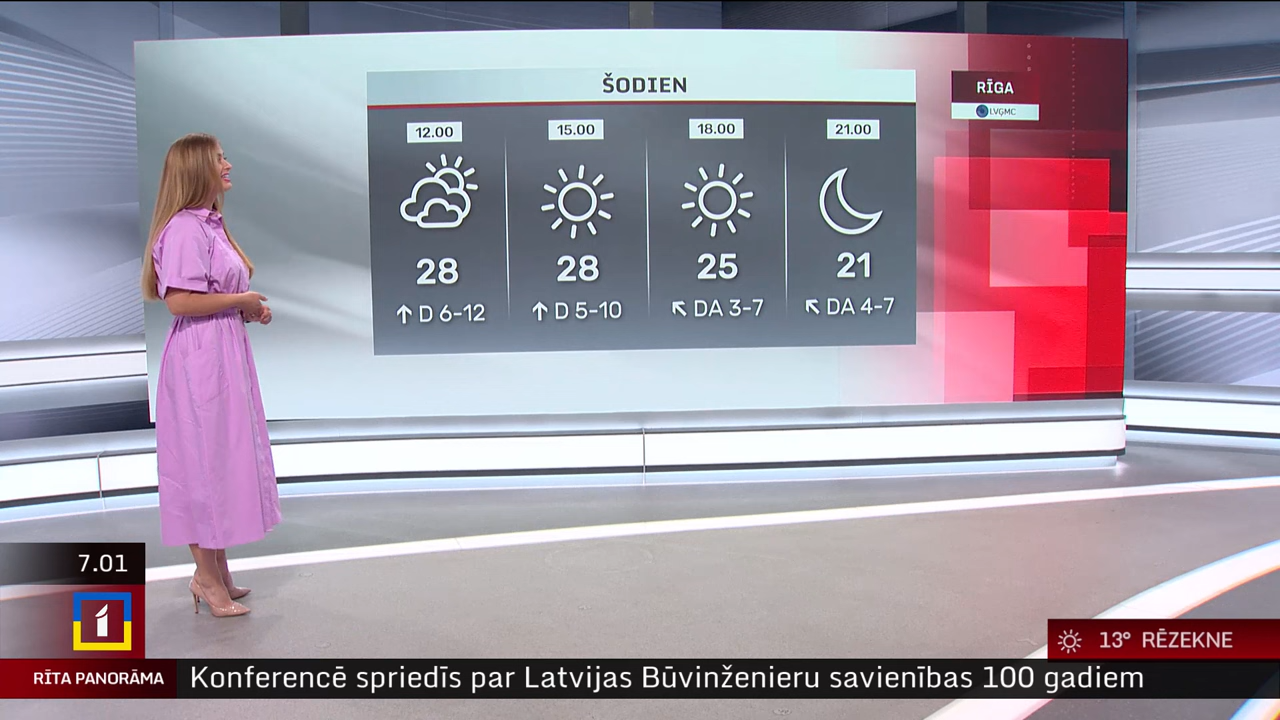 ŠODIEN
RĪGA
LVĢMC
12.00
15.00
18.00
21.00
28
28
25
21
D 6-12
D 5-10
DA 3-7
DA 4-7
7.01
1
13° RĒZEKNE
RĪTA PANORĀMA
Konferencē spriedīs par Latvijas Būvinženieru savienības 100 gadiem